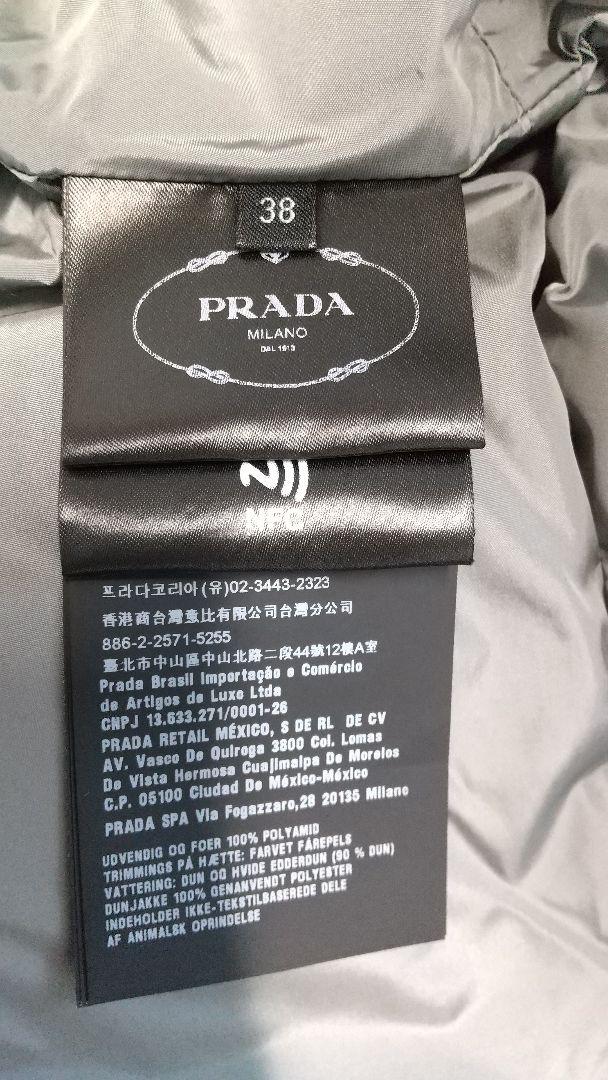 38
PRADA
MILANO
DAL 1913
NFC
프라다코리아(유)02-3443-2323
香港商台灣意比有限公司台灣分公司
886-2-2571-5255
臺北市中山區中山北路二段44號12樓A室
Prada Brasil Importação e Comércio
de Artigos de Luxo Ltda
CNPJ 13.533.271/0001-26
PRADA RETAIL MÉXICO, S DE RL DE CV
AV. Vasco De Quiroga 3800 Col. Lomas
De Vista Hermosa Cuajimalpa De Morelos
C.P. 05100 Ciudad De México-México
PRADA SPA Via Fogazzaro,28 20135 Milano
UDVENDIG OG FOER 100% POLYAMID
TRIMMINGS PÅ HÆTTE: FARVET FÅREPELS
VATTERING: DUN OG HVIDE EDDERDUN (90 % DUN)
DUNJAKKE 100% GENANVENDT POLYESTER
INDEHOLDER IKKE-TEKSTILBASEREDE DELE
AF ANIMALSK OPRINDELSE